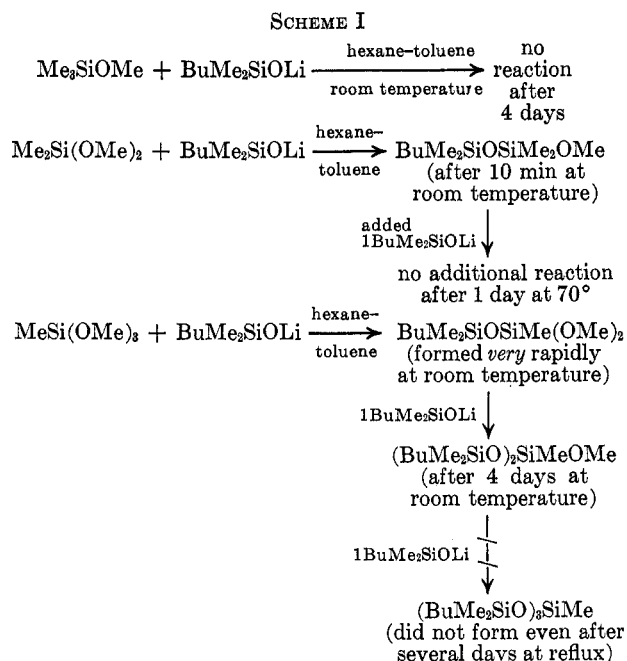 SCHEME I
Me₃SiOMe + BuMe₂SiOLi hexane–toluene room temperature no reaction after 4 days
Me₂Si(OMe)₂ + BuMe₂SiOLi hexane– toluene BuMe₂SiOSiMe₂OMe
(after 10 min at
room temperature)
added
1BuMe₂SiOLi
no additional reaction
after 1 day at 70°
MeSi(OMe)₃ + BuMe₂SiOLi hexane– toluene BuMe₂SiOSiMe(OMe)₂
(formed very rapidly
at room temperature)
1BuMe₂SiOLi
(BuMe₂SiO)₂SiMeOMe
(after 4 days at
room temperature)
1BuMe₂SiOLi
(BuMe₂SiO)₃SiMe
(did not form even after
several days at reflux)